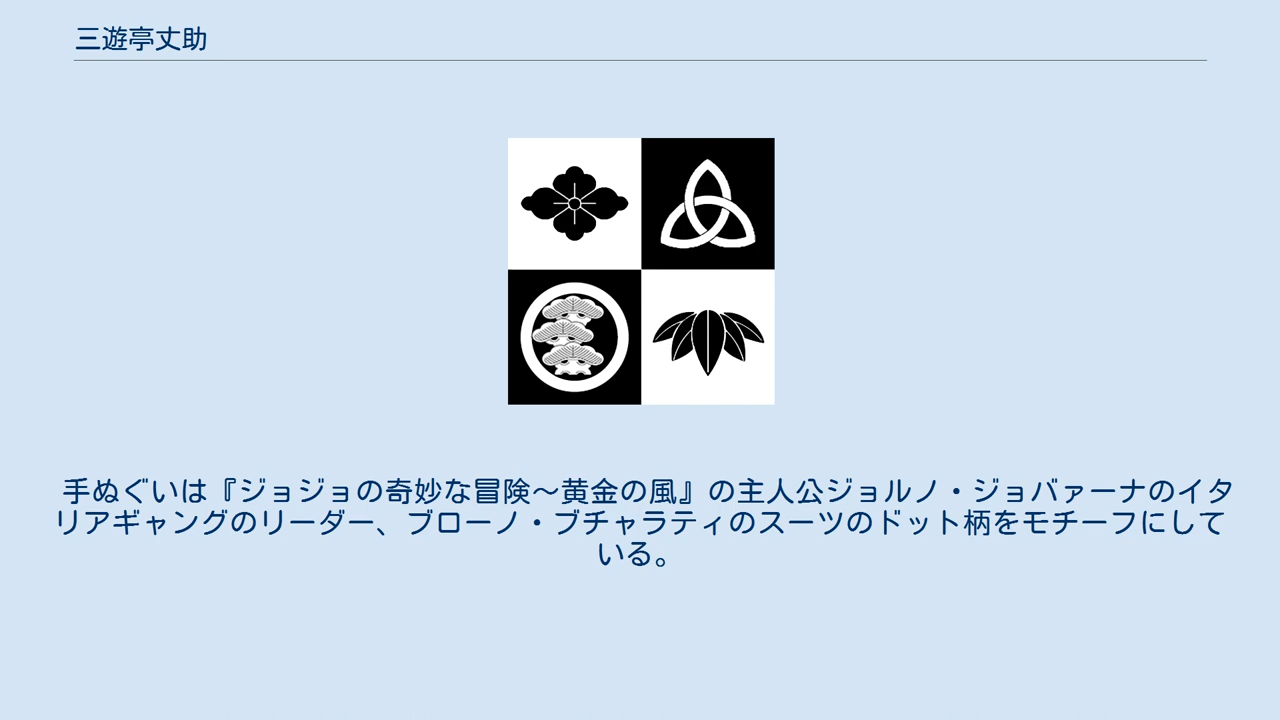 三遊亭丈助
手ぬぐいは『ジョジョの奇妙な冒険～黄金の風』の主人公ジョルノ・ジョバァーナのイタ
リアギャングのリーダー、ブローノ・ブチャラティのスーツのドット柄をモチーフにして
いる。